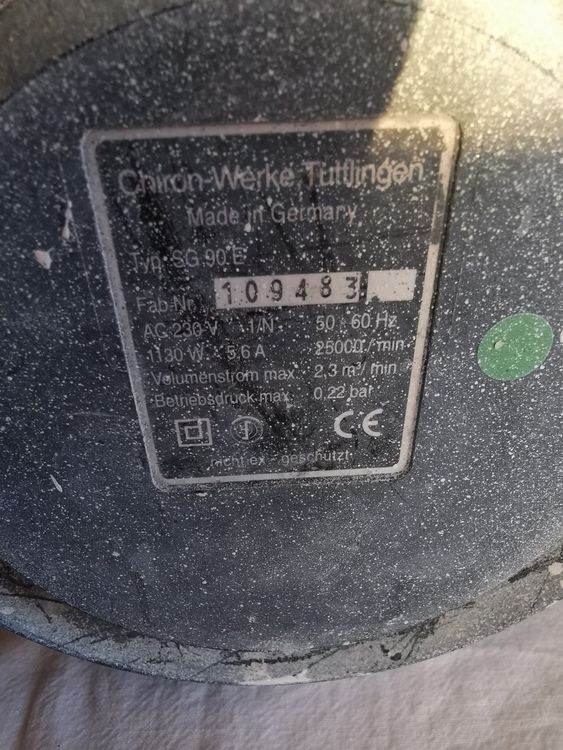 Chiron-Werke Tuttlingen
Made in Germany
Typ SG 90 E
Fab Nr. 109483
AC 230 V 1/N 50 - 60 Hz
1130 W 5,6 A 25000 / min
Volumenstrom max. 2,3 m³/ min
Betriebsdruck max. 0,22 bar
CE
nicht ex - geschützt